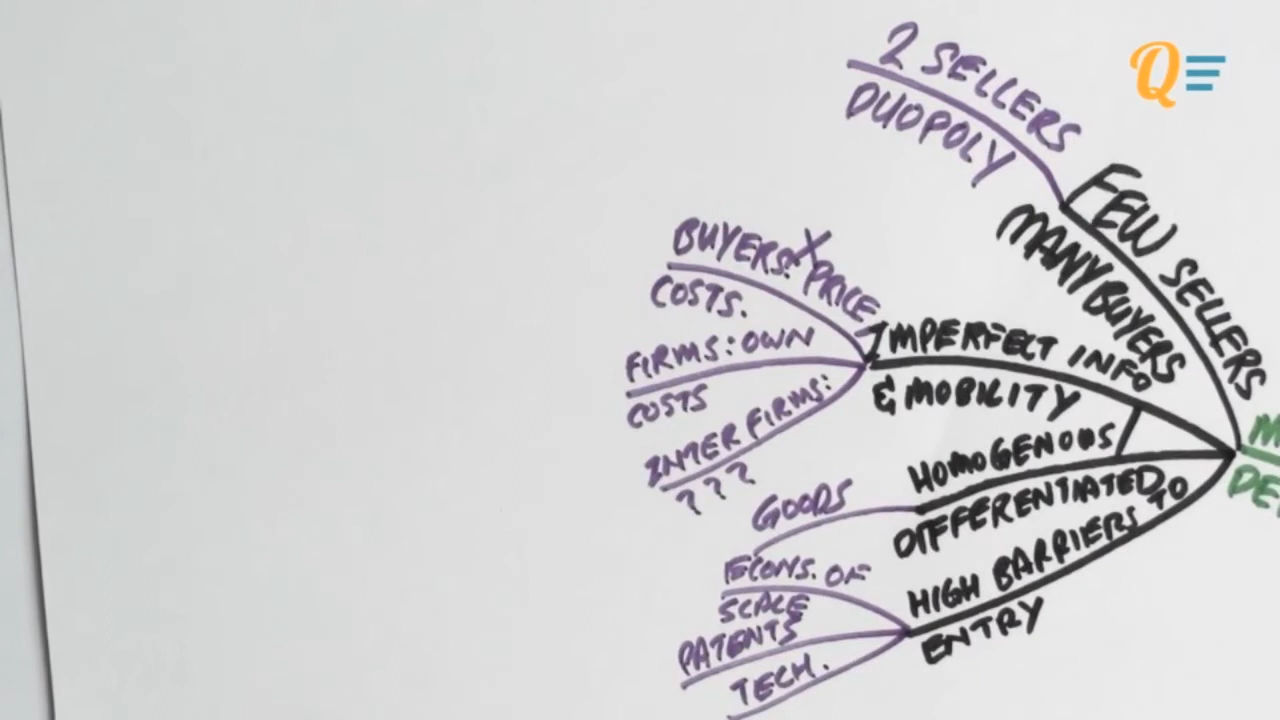 2 SELLERS
DUOPOLY
FEW SELLERS
MANY BUYERS
BUYERS: X PRICE
COSTS.
FIRMS: OWN
COSTS
INTER FIRMS:
???
IMPERFECT INFO
& MOBILITY
HOMOGENOUS
DIFFERENTIATED
GOODS
HIGH BARRIERS TO
ENTRY
ECONS. OF
SCALE
PATENTS
TECH.